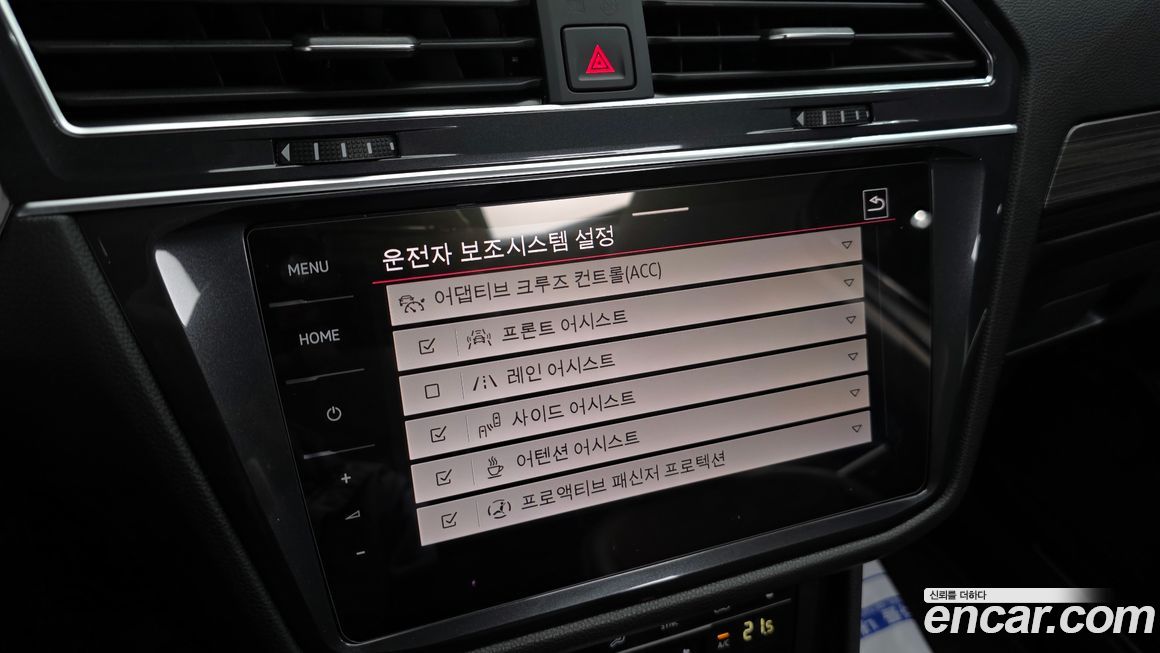 MENU
HOME
운전자 보조시스템 설정
어댑티브 크루즈 컨트롤(ACC)
프론트 어시스트
레인 어시스트
사이드 어시스트
어텐션 어시스트
프로액티브 패신저 프로텍션
+
-
A/C
21.5
신뢰를 더하다
encar.com